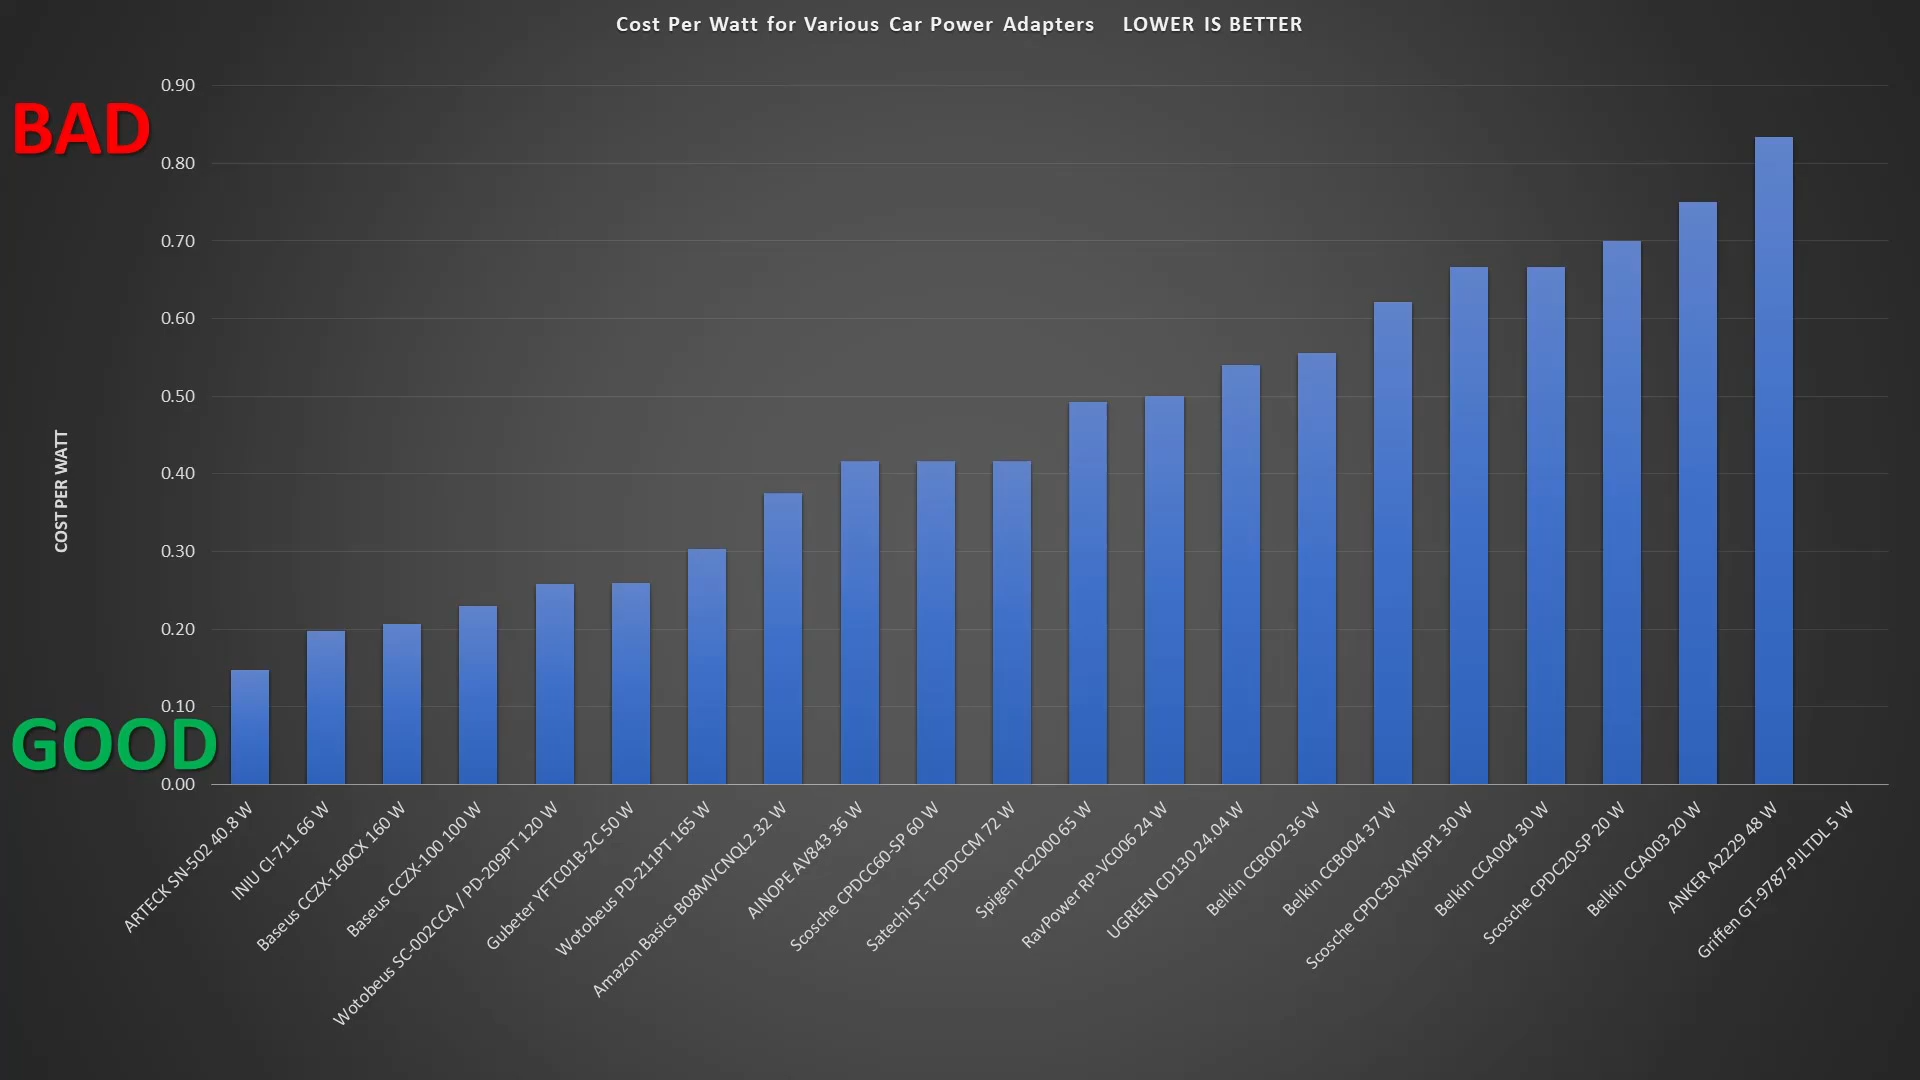 Cost Per Watt for Various Car Power Adapters LOWER IS BETTER
BAD
GOOD
COST PER WATT
0.90
0.80
0.70
0.60
0.50
0.40
0.30
0.20
0.10
0.00
ARTECK SN-502 40.8 W
INIU CI-711 66 W
Baseus CCZX-160CX 160 W
Baseus CCZX-100 100 W
Wotobeus SC-002CCA / PD-209PT 120 W
Gubeter YFTC01B-2C 50 W
Wotobeus PD-211PT 165 W
Amazon Basics B08MVCNQL2 32 W
AINOPE AV843 36 W
Scosche CPDCC60-SP 60 W
Satechi ST-TCPDCCM 72 W
Spigen PC2000 65 W
RavPower RP-VC006 24 W
UGREEN CD130 24.04 W
Belkin CCB002 36 W
Belkin CCB004 37 W
Scosche CPDC30-XMSP1 30 W
Belkin CCA004 30 W
Scosche CPDC20-SP 20 W
Belkin CCA003 20 W
ANKER A2229 48 W
Griffen GT-9787-PJLTDL 5 W